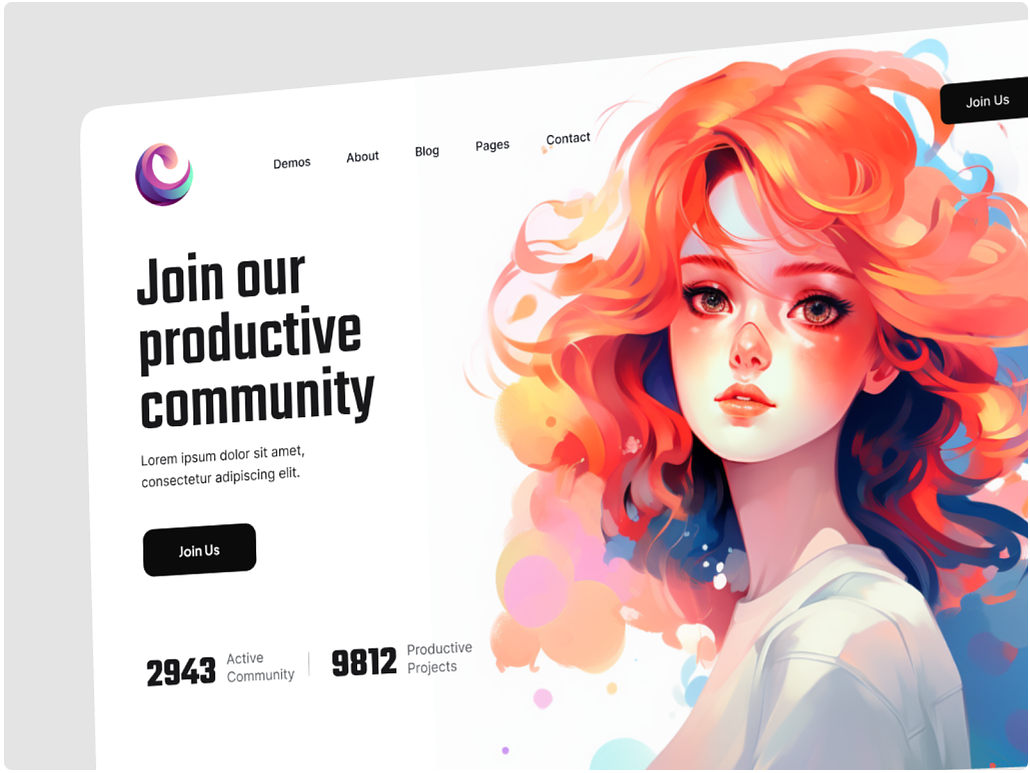 Join Us
Demos
About
Blog
Pages
Contact
Join our
productive
community
Lorem ipsum dolor sit amet,
consectetur adipiscing elit.
Join Us
2943
Active
Community
9812
Productive
Projects